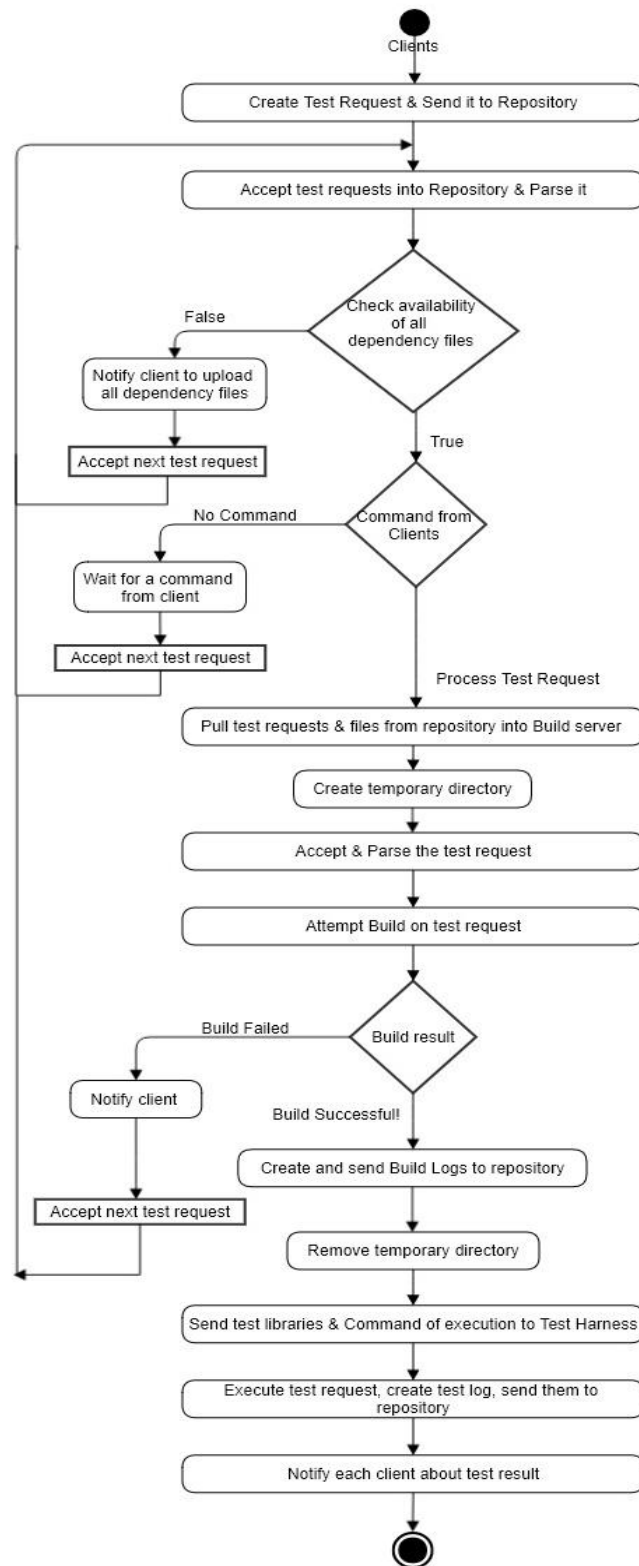 Clients
Create Test Request & Send it to Repository
Accept test requests into Repository & Parse it
Check availability
of all
dependency files
False
Notify client to upload
all dependency files
Accept next test request
True
Command from
Clients
No Command
Wait for a command
from client
Accept next test request
Process Test Request
Pull test requests & files from repository into Build server
Create temporary directory
Accept & Parse the test request
Attempt Build on test request
Build result
Build Failed
Notify client
Accept next test request
Build Successful!
Create and send Build Logs to repository
Remove temporary directory
Send test libraries & Command of execution to Test Harness
Execute test request, create test log, send them to
repository
Notify each client about test result